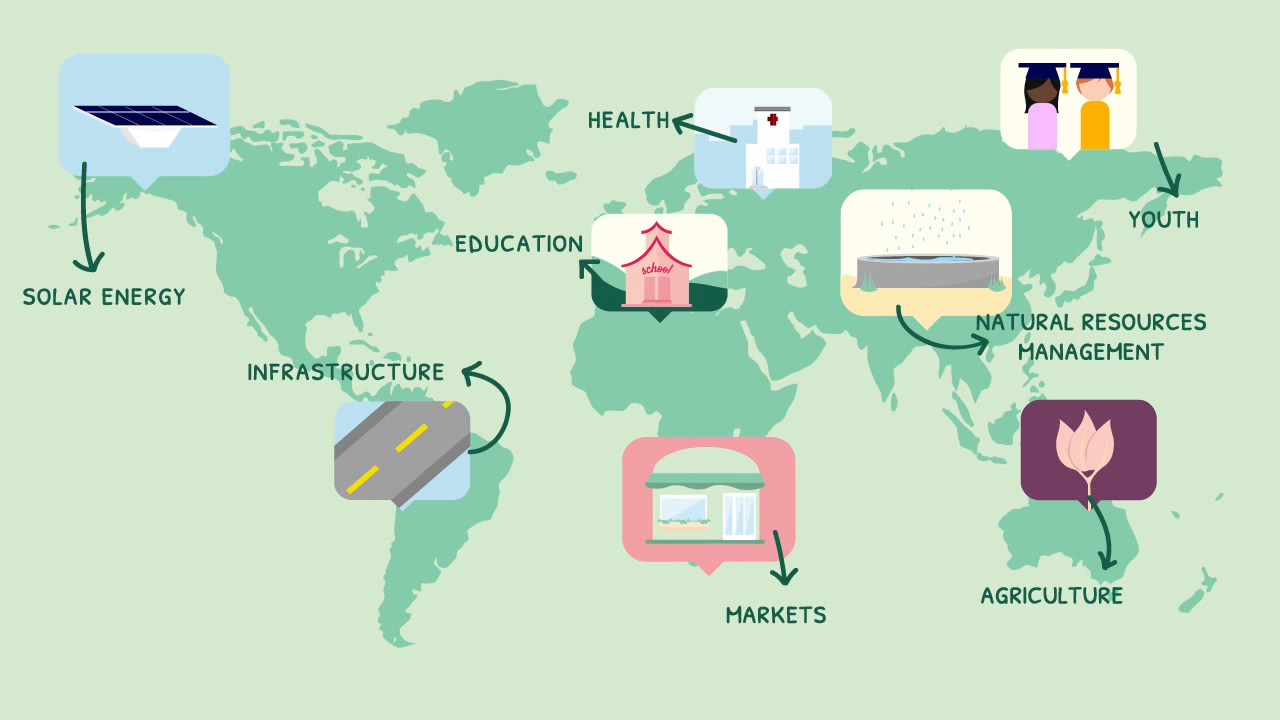 HEALTH
YOUTH
EDUCATION
school
SOLAR ENERGY
NATURAL RESOURCES
MANAGEMENT
INFRASTRUCTURE
AGRICULTURE
MARKETS